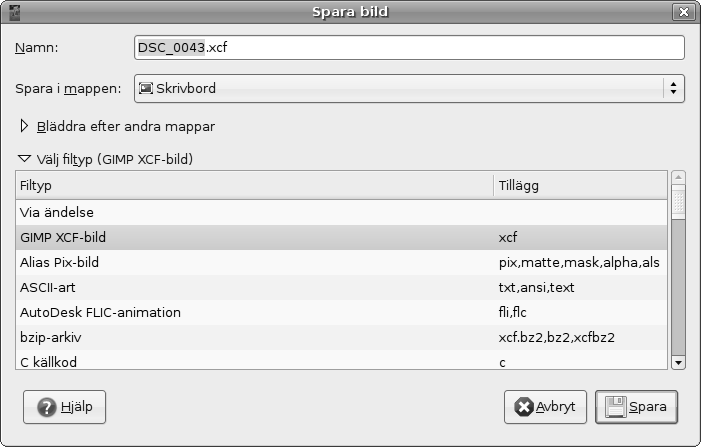 Spara bild
Namn: DSC_0043.xcf
Spara i mappen: Skrivbord
Bläddra efter andra mappar
Välj filtyp (GIMP XCF-bild)
Filtyp Tillägg
Via ändelse
GIMP XCF-bild xcf
Alias Pix-bild pix,matte,mask,alpha,als
ASCII-art txt,ansi,text
AutoDesk FLIC-animation fli,flc
bzip-arkiv xcf.bz2,bz2,xcfbz2
C källkod c
Hjälp Avbryt Spara